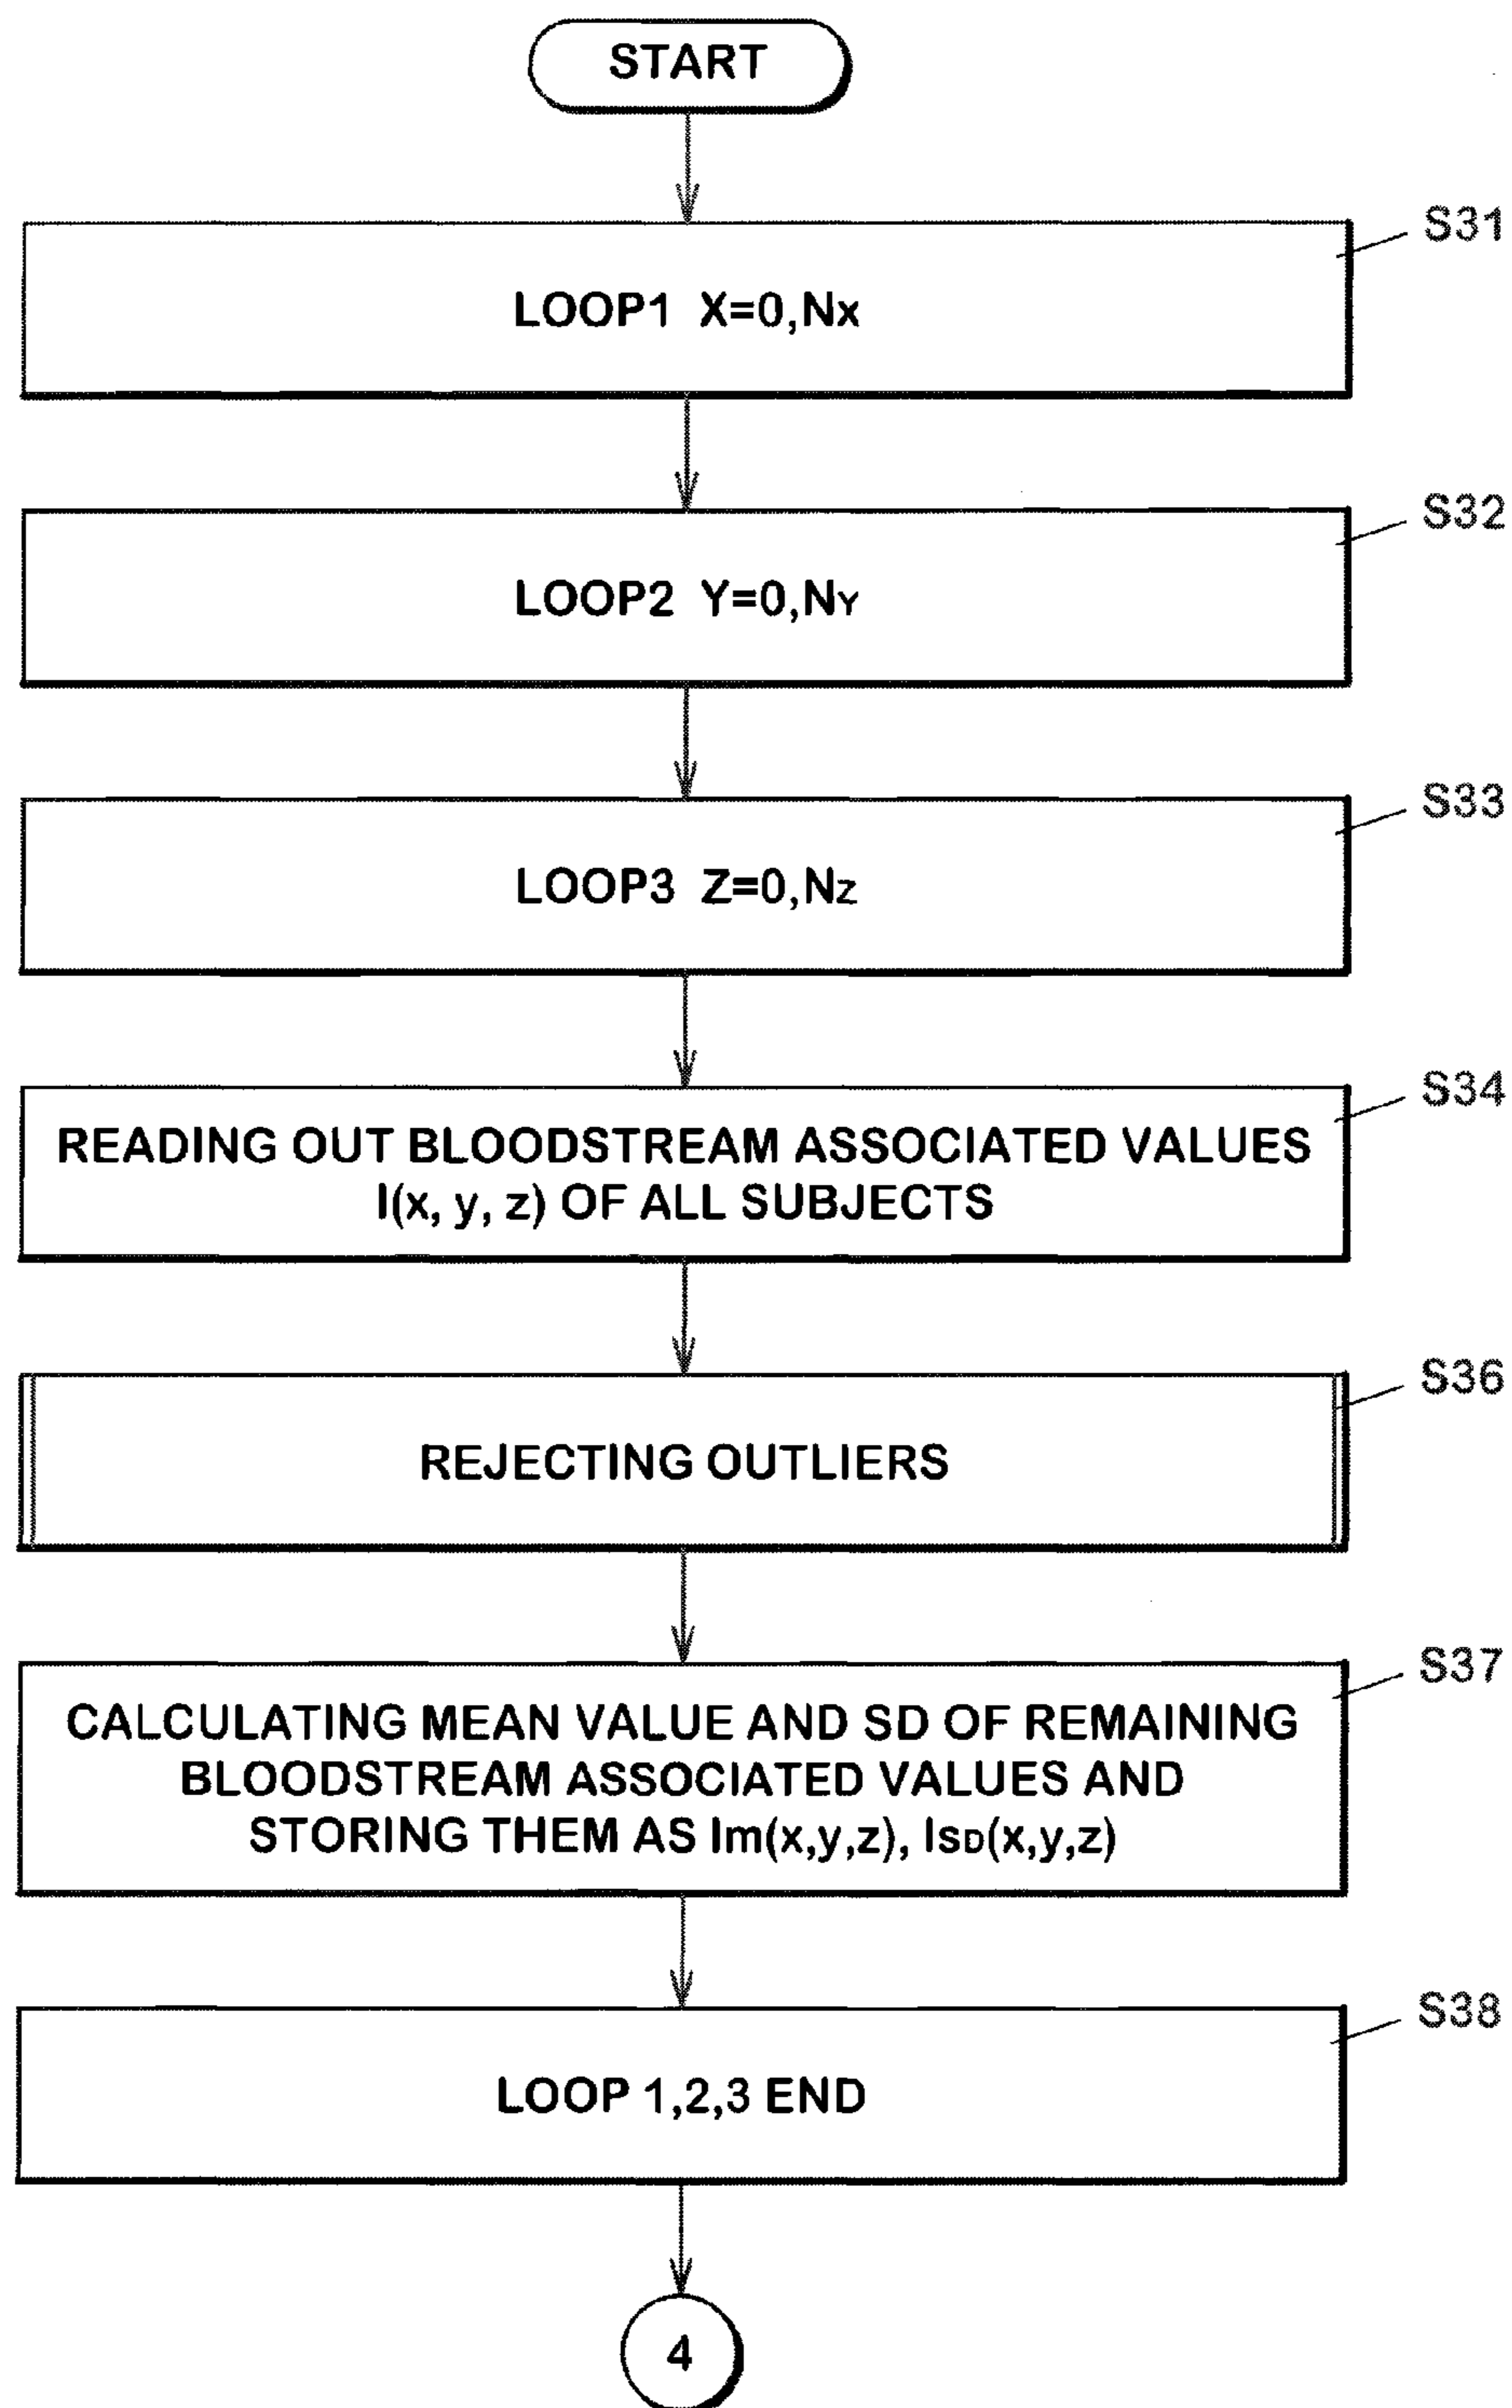 START
S31
LOOP1 X=0,Nx
S32
LOOP2 Y=0,NY
S33
LOOP3 Z=0,Nz
S34
READING OUT BLOODSTREAM ASSOCIATED VALUES
I(x, y, z) OF ALL SUBJECTS
S36
REJECTING OUTLIERS
S37
CALCULATING MEAN VALUE AND SD OF REMAINING
BLOODSTREAM ASSOCIATED VALUES AND
STORING THEM AS Im(x,y,z), ISD(x,y,z)
S38
LOOP 1,2,3 END
4